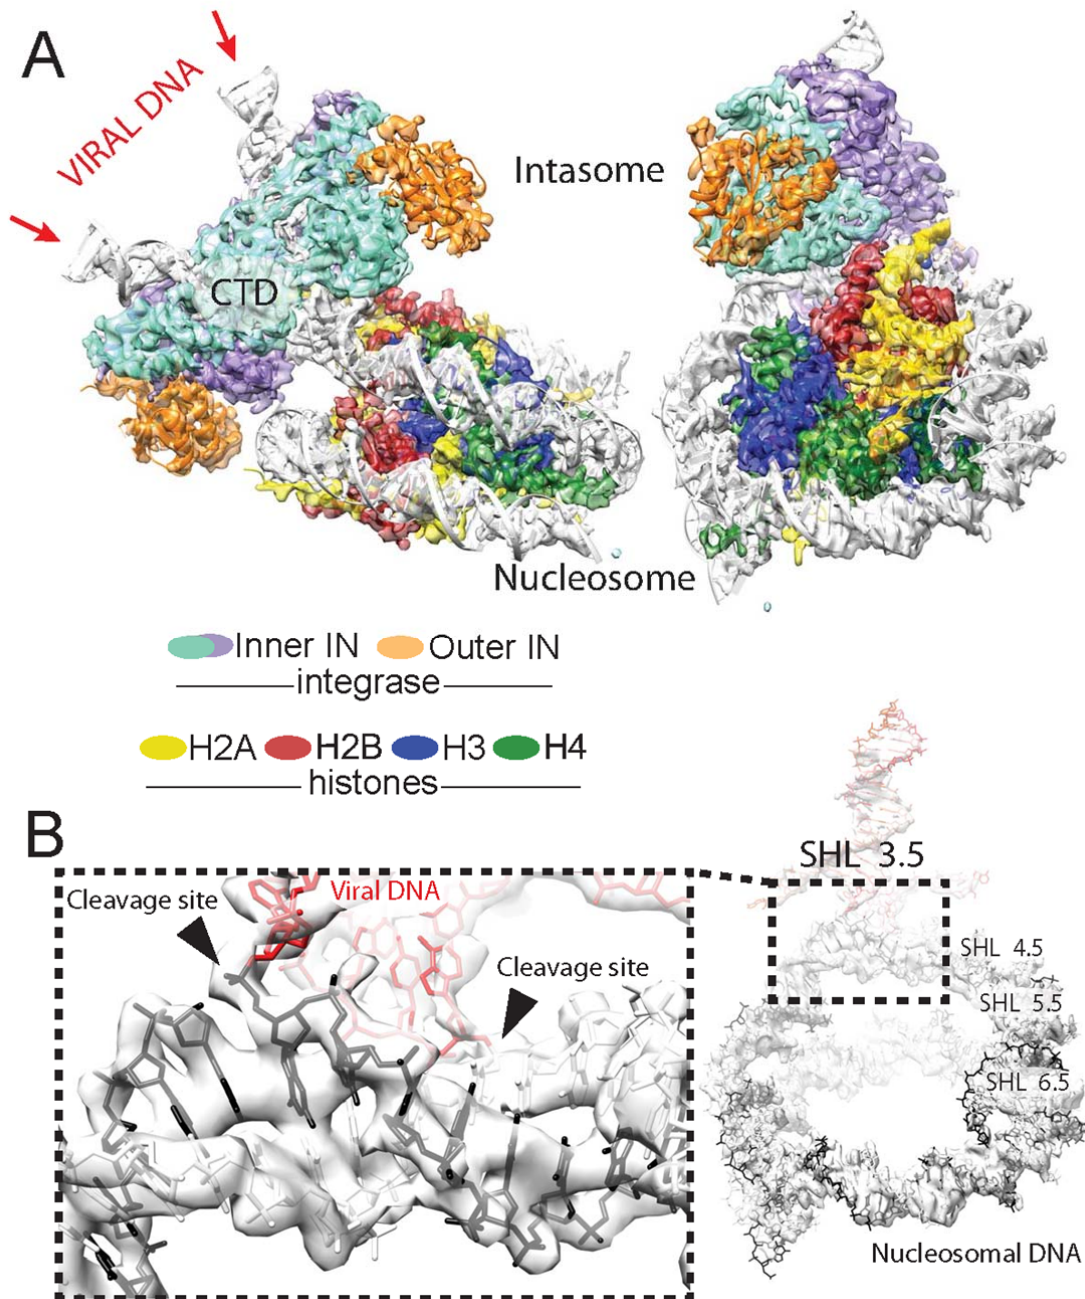 A
VIRAL DNA
Intasome
CTD
Nucleosome
Inner IN Outer IN
integrase
H2A H2B H3 H4
histones
B
SHL 3.5
Cleavage site
Viral DNA
Cleavage site
SHL 4.5
SHL 5.5
SHL 6.5
Nucleosomal DNA